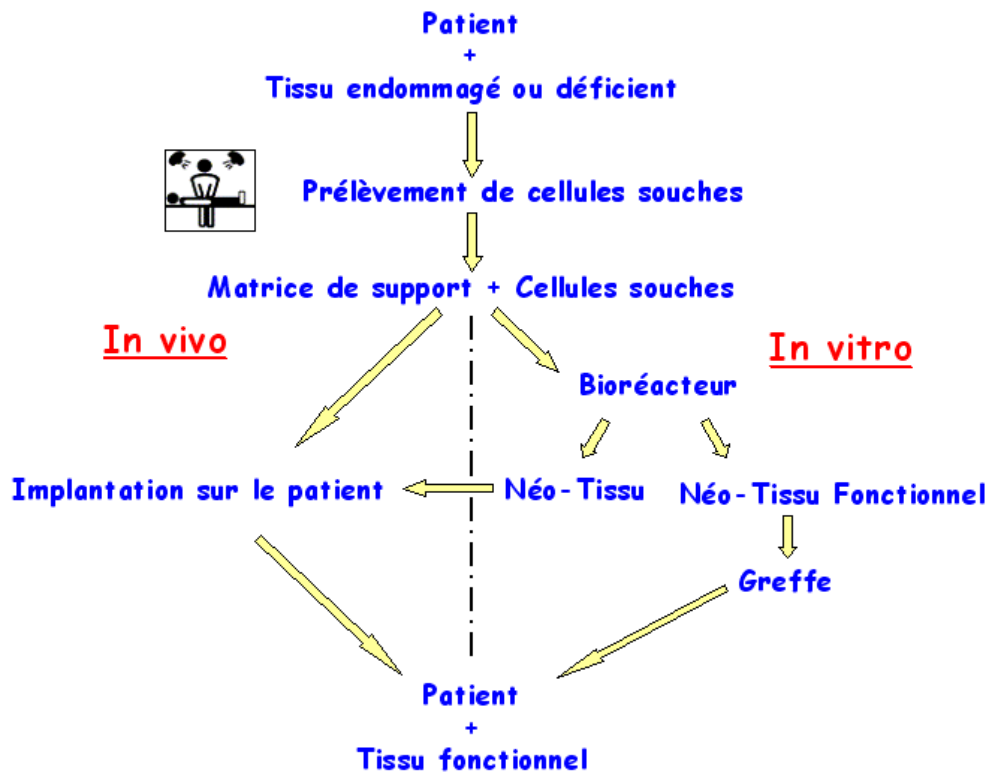 Patient
+
Tissu endommagé ou déficient
Prélèvement de cellules souches
Matrice de support + Cellules souches
In vivo
In vitro
Bioréacteur
Implantation sur le patient
Néo-Tissu
Néo-Tissu Fonctionnel
Greffe
Patient
+
Tissu fonctionnel